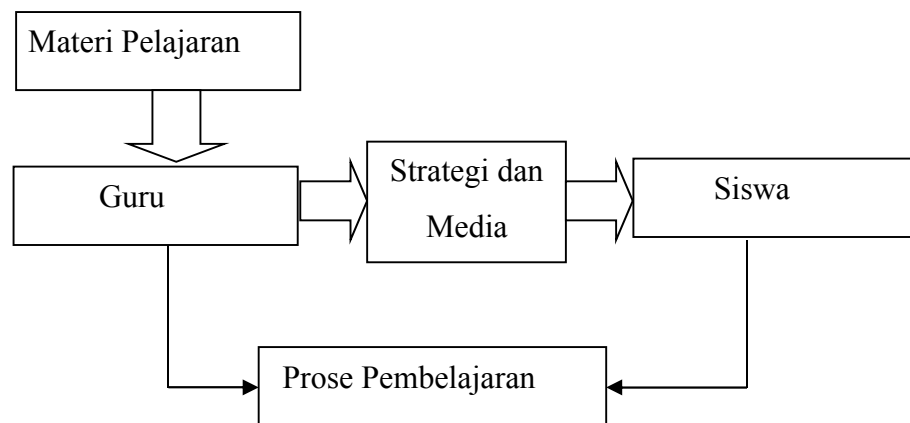 Materi Pelajaran
Guru
Strategi dan
Media
Siswa
Prose Pembelajaran